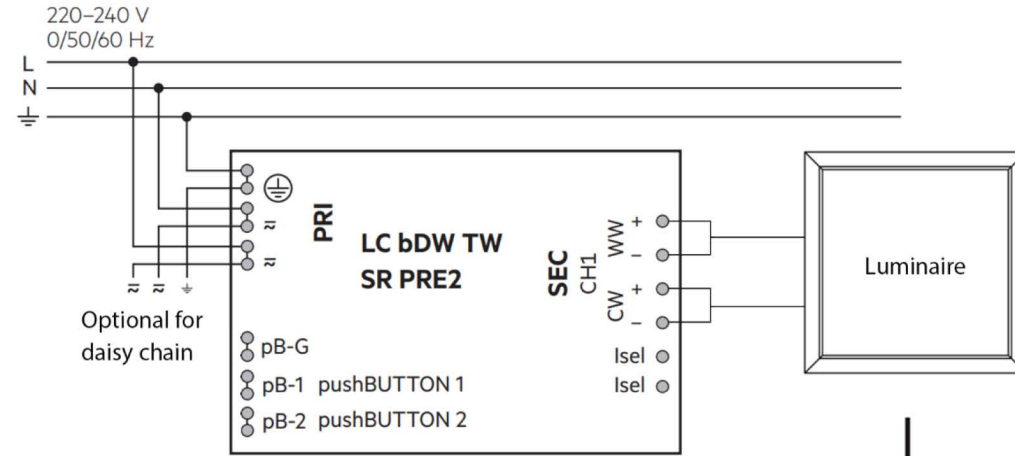 220–240 V
0/50/60 Hz
L
N
PRI
LC bDW TW
SR PRE2
SEC
CH1
WW
+
–
CW
+
–
Luminaire
Optional for
daisy chain
pB-G
pB-1 pushBUTTON 1
pB-2 pushBUTTON 2
Isel
Isel